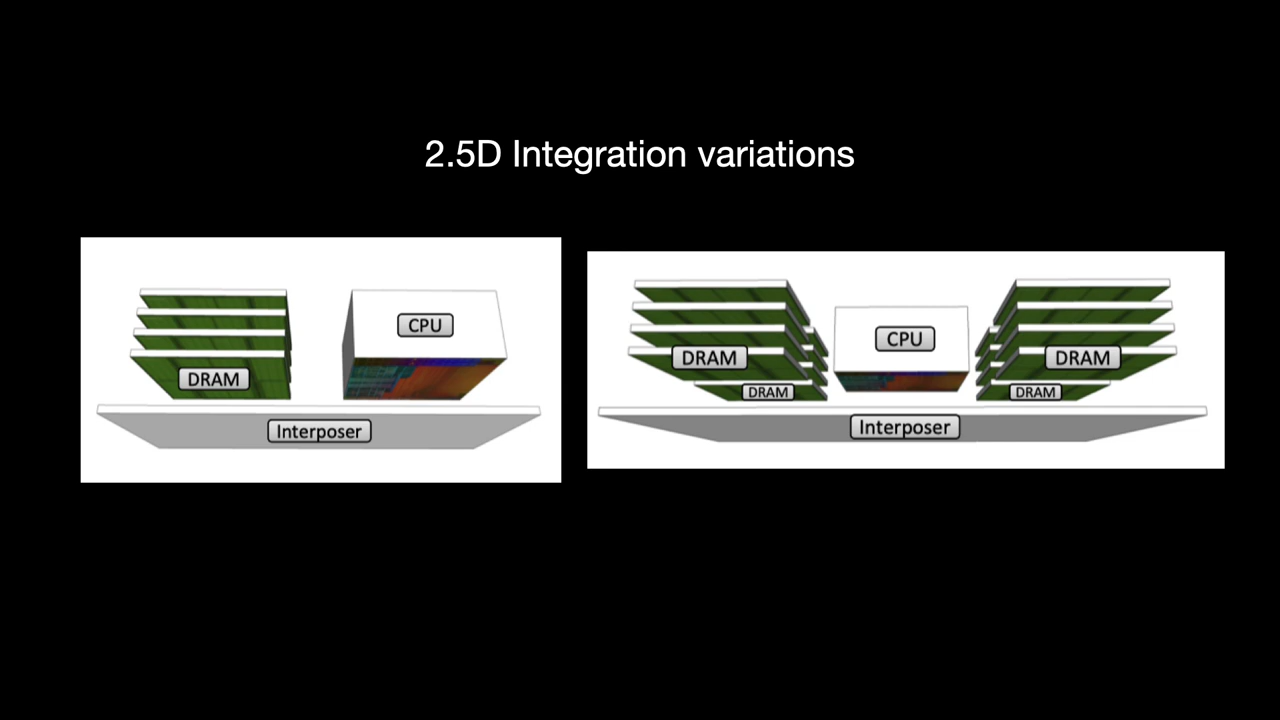 2.5D Integration variations
DRAM
CPU
Interposer
DRAM
CPU
DRAM
DRAM
DRAM
Interposer